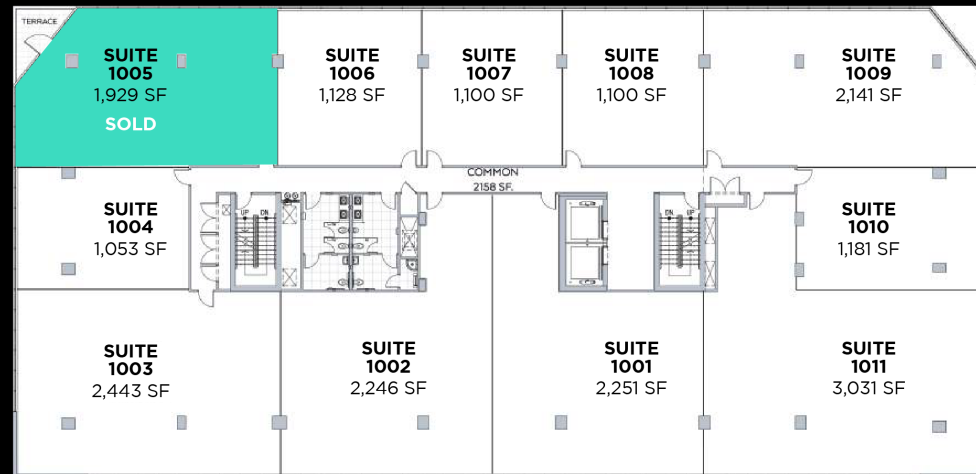 TERRACE
SUITE
1005
1,929 SF
SOLD
SUITE
1006
1,128 SF
SUITE
1007
1,100 SF
SUITE
1008
1,100 SF
SUITE
1009
2,141 SF
COMMON
2158 SF.
SUITE
1004
1,053 SF
UP
DN.
DN.
UP
SUITE
1010
1,181 SF
SUITE
1003
2,443 SF
SUITE
1002
2,246 SF
SUITE
1001
2,251 SF
SUITE
1011
3,031 SF